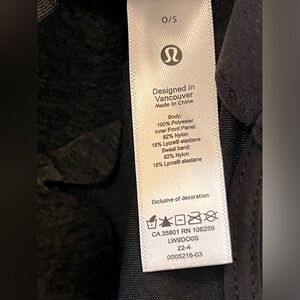 O/S
Designed in
Vancouver
Made in China
Body:
100% Polyester
Inner Front Panel:
82% Nylon
18% Lycra® elastane
Sweat band:
82% Nylon
18% Lycra® elastane
Exclusive of decoration
CA 35801 RN 106259
LW9DO0S
22-4
0005216-03